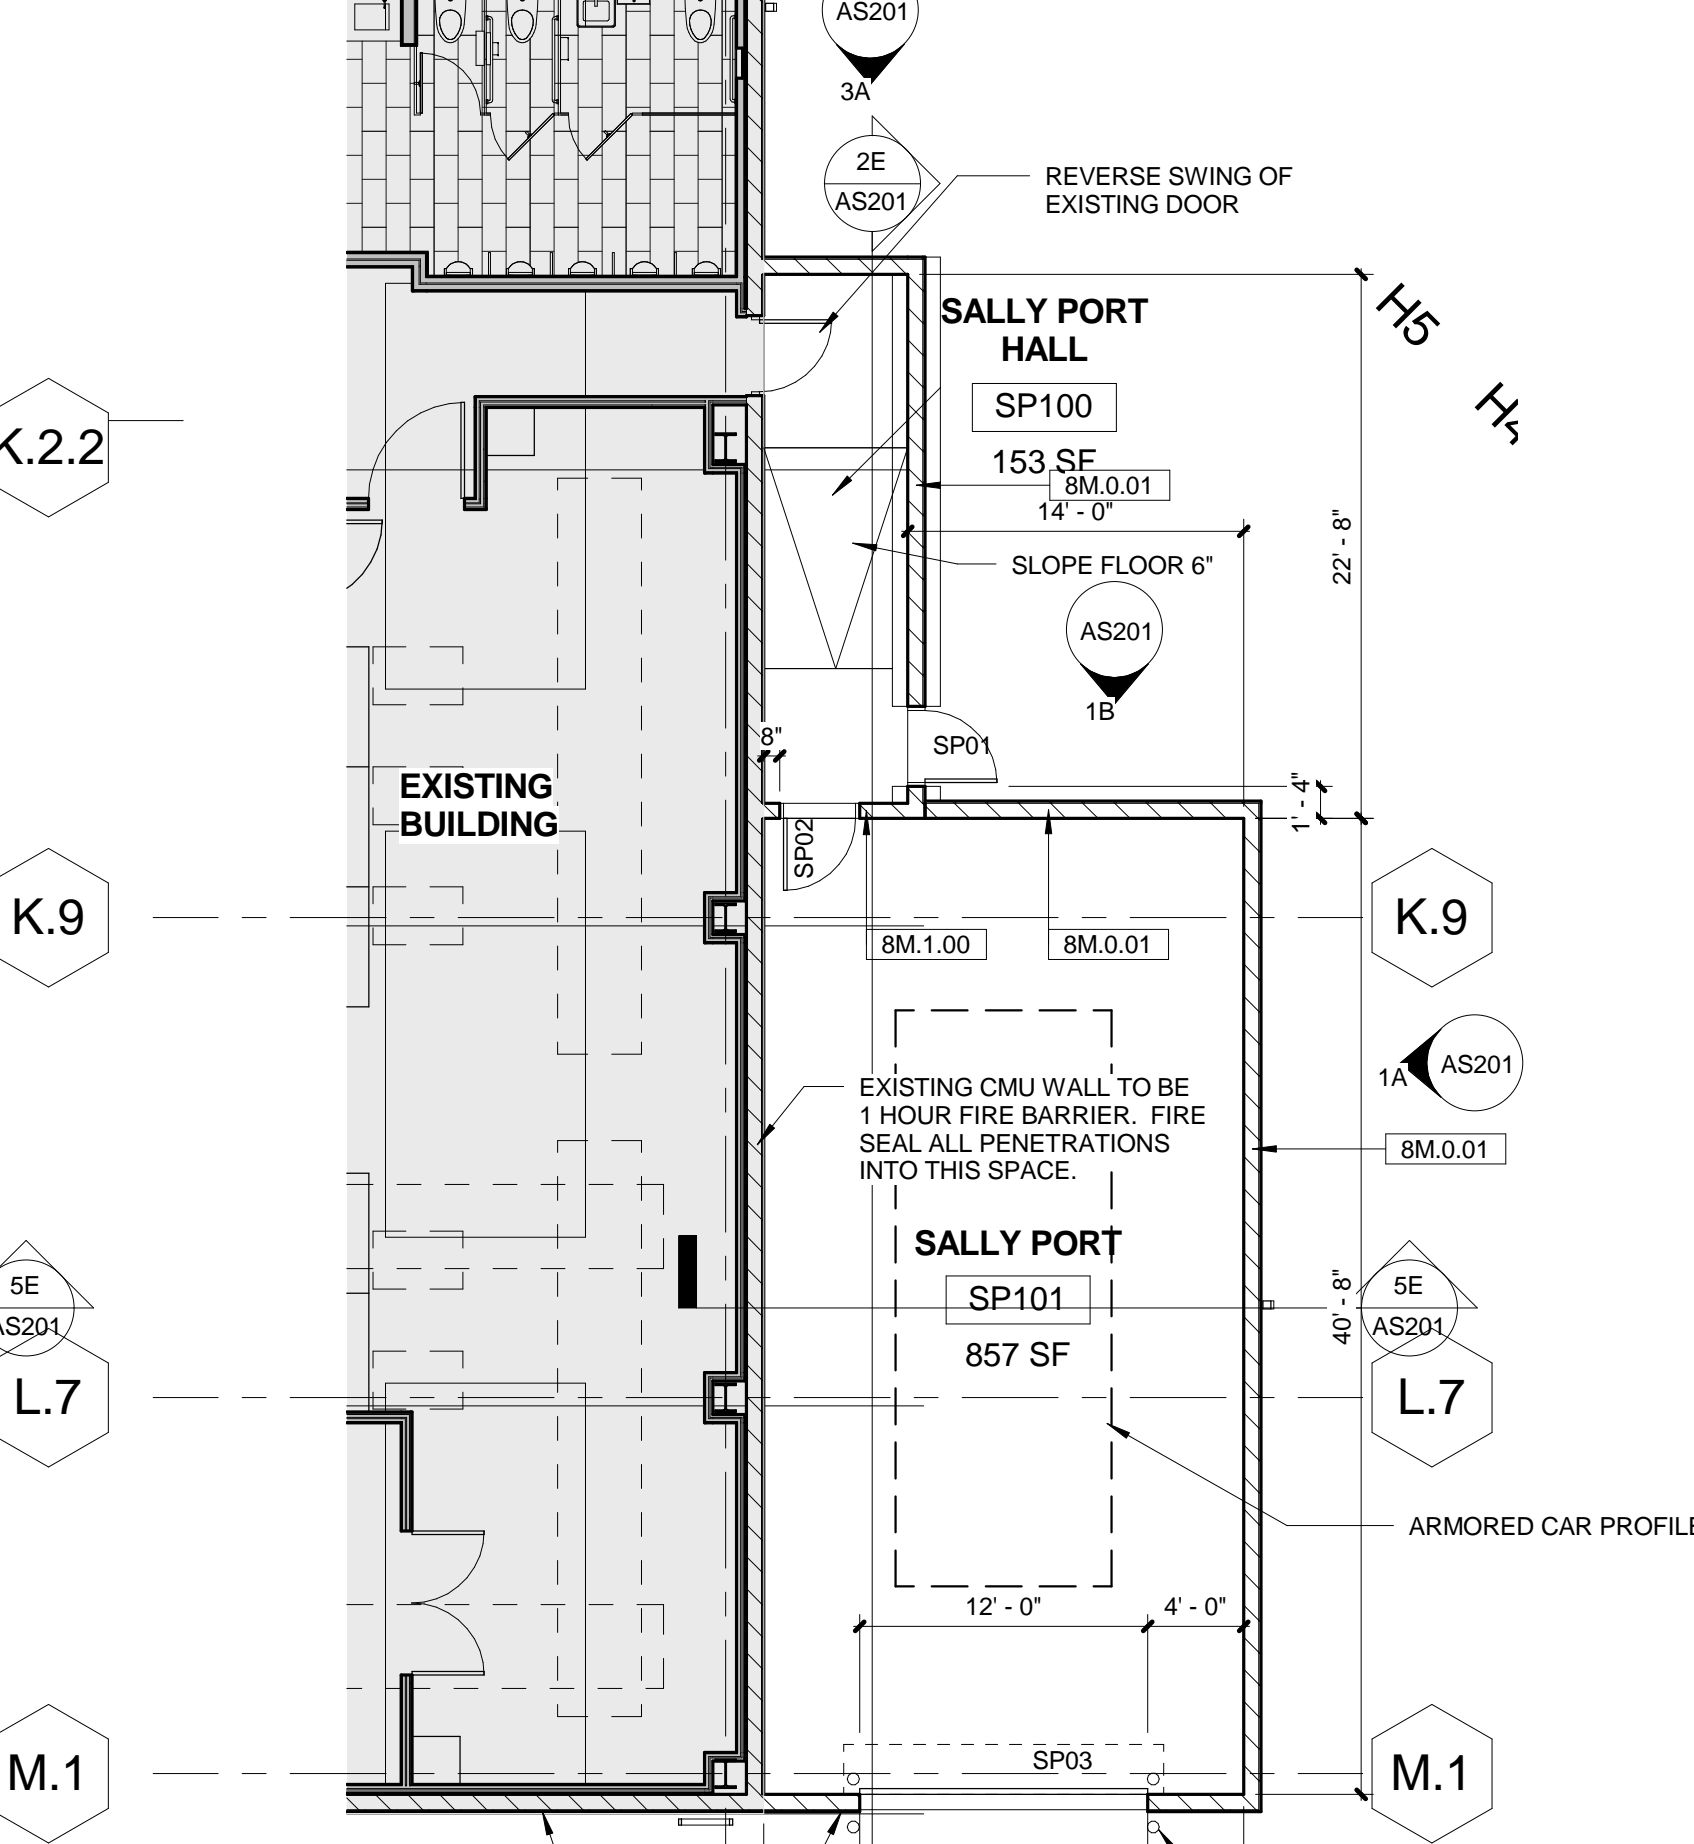 AS201
3A
2E
AS201
REVERSE SWING OF
EXISTING DOOR
SALLY PORT
HALL
SP100
153 SF
8M.0.01
14' - 0"
22' - 8"
H5
K.2.2
SLOPE FLOOR 6"
AS201
1B
SP01
8"
1' - 4"
EXISTING
BUILDING
SP02
K.9
K.9
8M.1.00
8M.0.01
AS201
1A
EXISTING CMU WALL TO BE
1 HOUR FIRE BARRIER. FIRE
SEAL ALL PENETRATIONS
INTO THIS SPACE.
8M.0.01
SALLY PORT
SP101
857 SF
40' - 8"
5E
AS201
5E
AS201
L.7
L.7
ARMORED CAR PROFILE
12' - 0"
4' - 0"
SP03
M.1
M.1